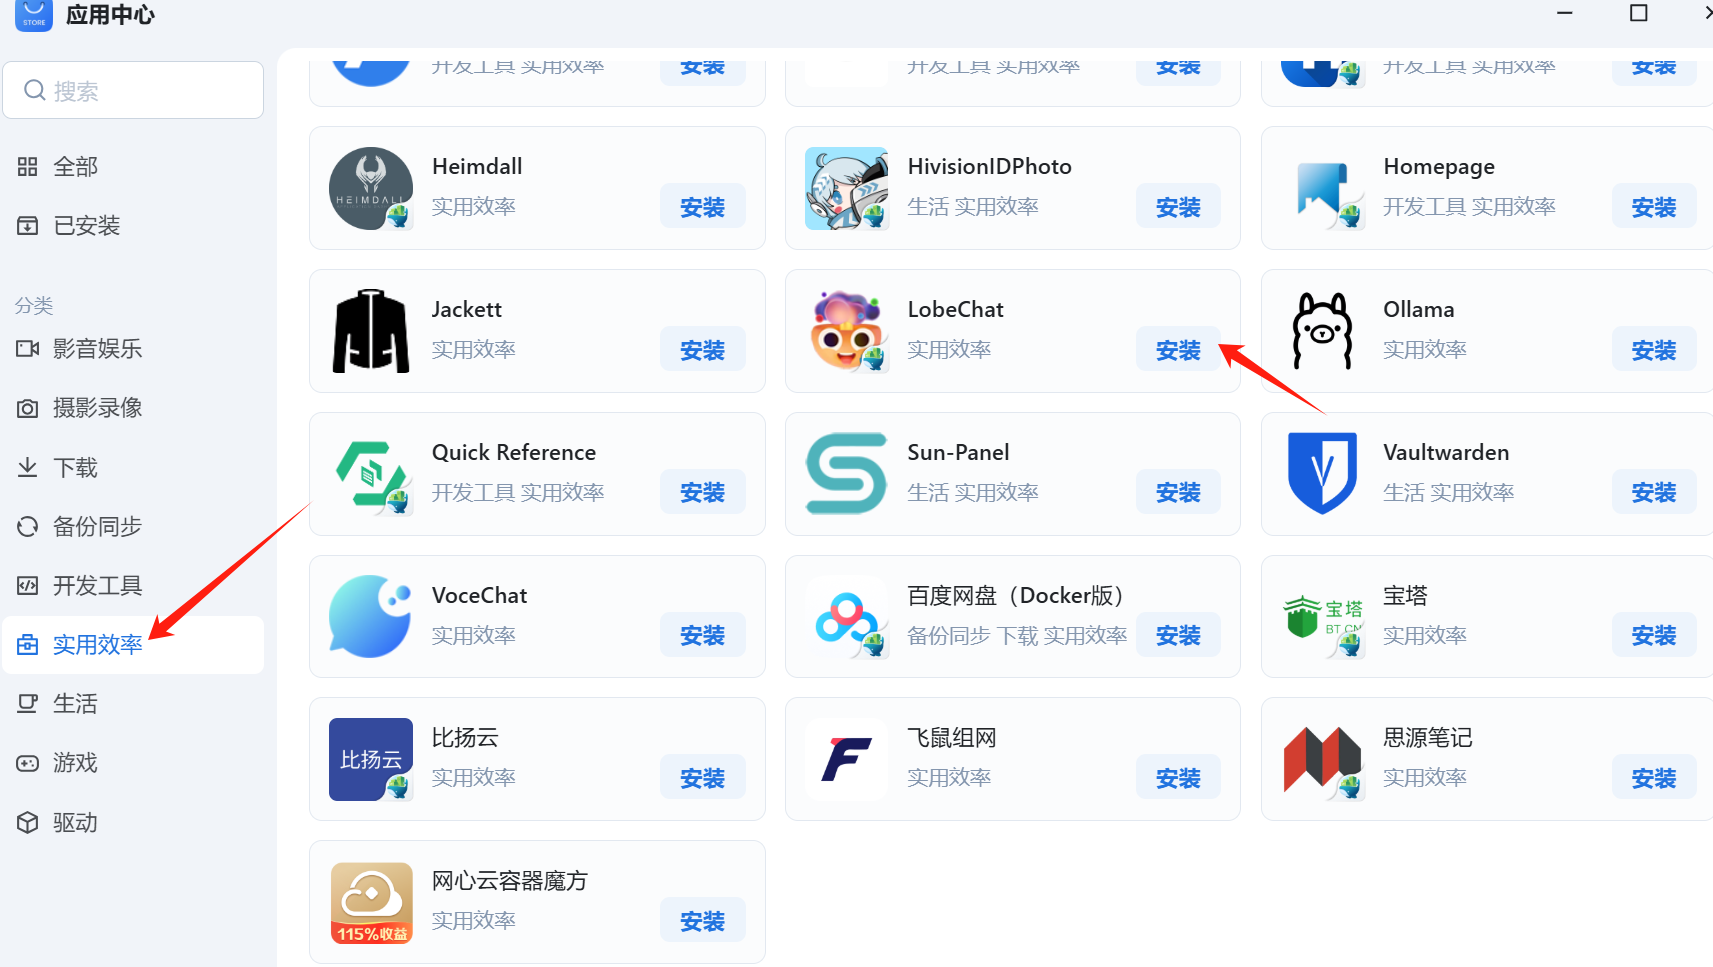 STORE
应用中心
搜索
全部
已安装
分类
影音娱乐
摄影录像
下载
备份同步
开发工具
实用效率
生活
游戏
驱动
开发工具 实用效率
安装
开发工具 实用效率
安装
开发工具 实用效率
安装
HEIMDALL
Heimdall
实用效率
安装
HivisionIDPhoto
生活 实用效率
安装
Homepage
开发工具 实用效率
安装
Jackett
实用效率
安装
LobeChat
实用效率
安装
Ollama
实用效率
安装
Quick Reference
开发工具 实用效率
安装
Sun-Panel
生活 实用效率
安装
Vaultwarden
生活 实用效率
安装
VoceChat
实用效率
安装
百度网盘（Docker版）
备份同步 下载 实用效率
安装
宝塔
BT.CN
宝塔
实用效率
安装
比扬云
比扬云
实用效率
安装
飞鼠组网
实用效率
安装
思源笔记
实用效率
安装
115%收益
网心云容器魔方
实用效率
安装